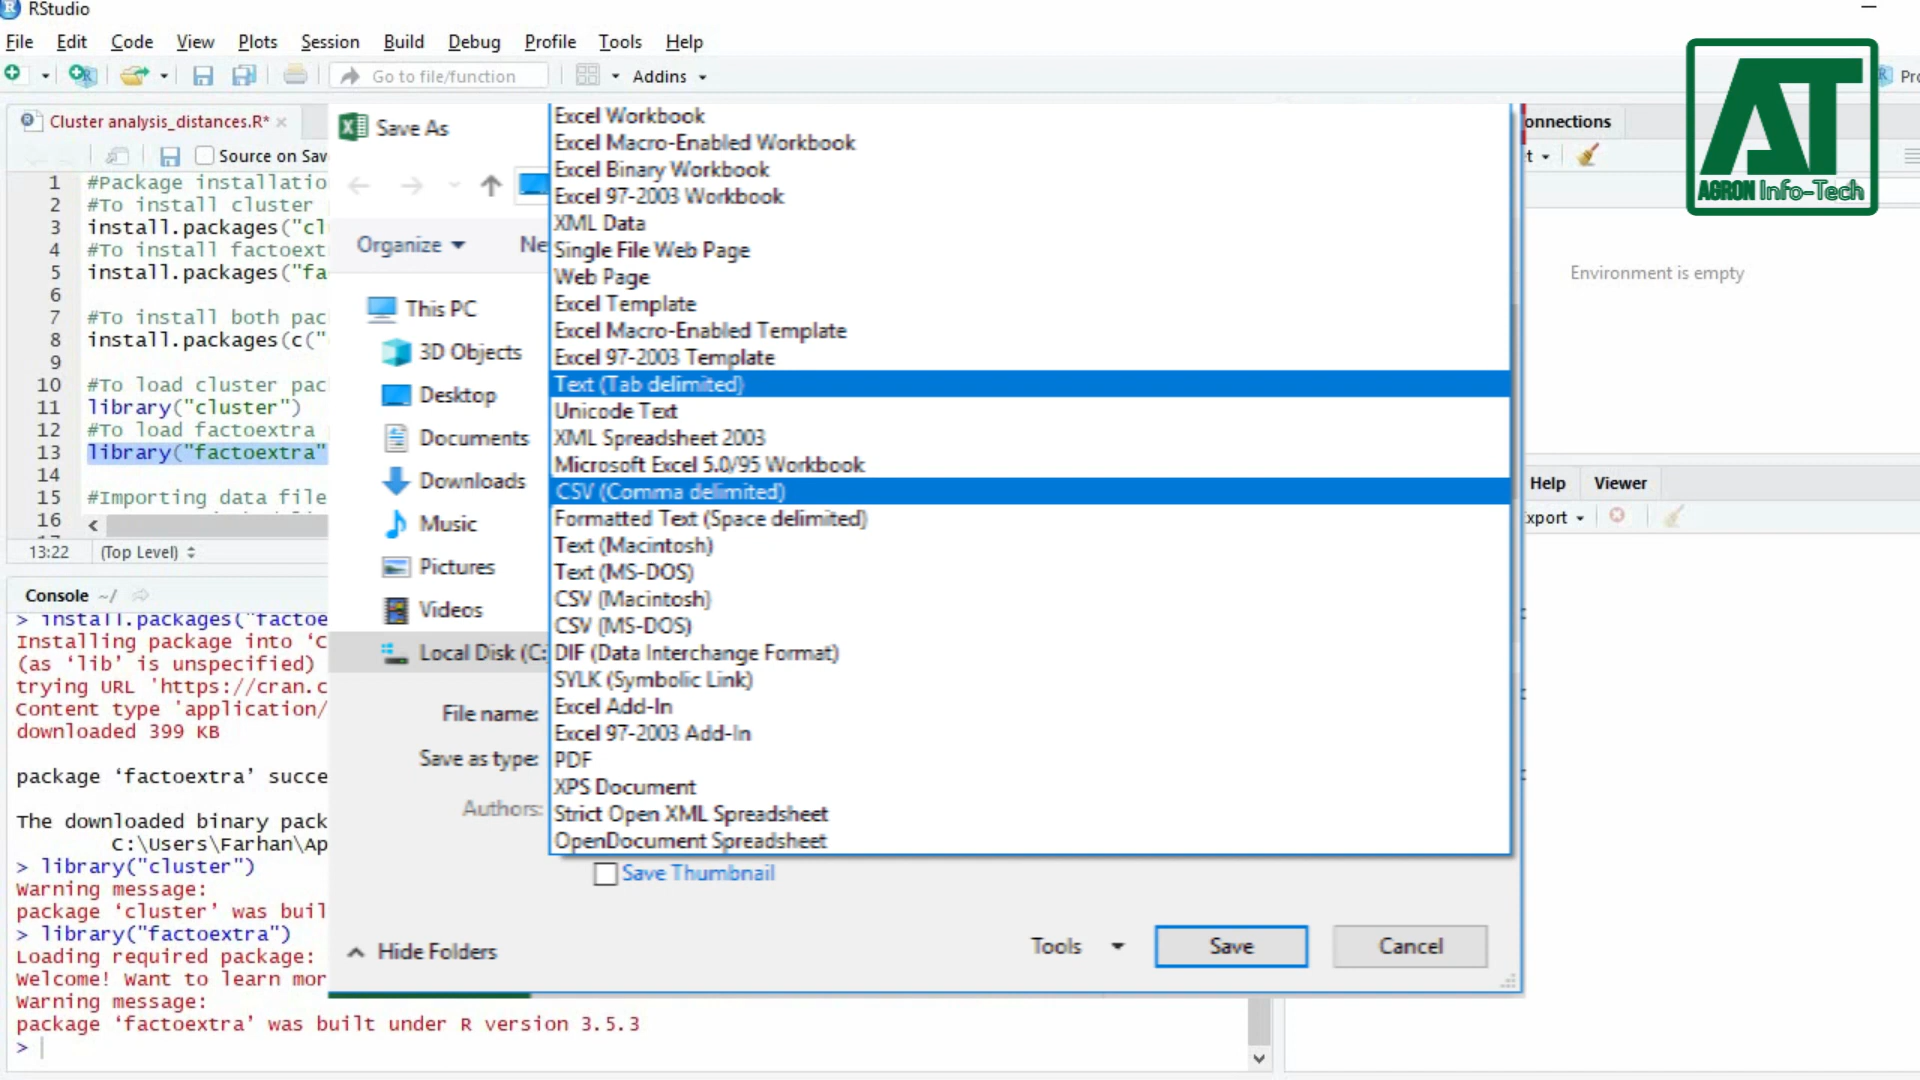 RStudio
File Edit Code View Plots Session Build Debug Profile Tools Help
Go to file/function Addins
AT
AGRON Info-Tech
Cluster analysis_distances.R*
Source on Sav
1 #Package installatio
2 #To install cluster
3 install.packages("cl
4 #To install factoext
5 install.packages("fa
6
7 #To install both pac
8 install.packages(c("
9
10 #To load cluster pac
11 library("cluster")
12 #To load factoextra
13 library("factoextra"
14
15 #Importing data file
16
13:22 (Top Level)
Console ~/
> install.packages("factoe
Installing package into ‘C
(as ‘lib’ is unspecified)
trying URL 'https://cran.c
Content type 'application/
downloaded 399 KB
package ‘factoextra’ succe
The downloaded binary pack
C:\Users\Farhan\Ap
> library("cluster")
Warning message:
package ‘cluster’ was buil
> library("factoextra")
Loading required package:
Welcome! Want to learn mor
Warning message:
package ‘factoextra’ was built under R version 3.5.3
>
Save As
Organize Ne
This PC
3D Objects
Desktop
Documents
Downloads
Music
Pictures
Videos
Local Disk (C:
File name:
Save as type:
Authors:
Excel Workbook
Excel Macro-Enabled Workbook
Excel Binary Workbook
Excel 97-2003 Workbook
XML Data
Single File Web Page
Web Page
Excel Template
Excel Macro-Enabled Template
Excel 97-2003 Template
Text (Tab delimited)
Unicode Text
XML Spreadsheet 2003
Microsoft Excel 5.0/95 Workbook
CSV (Comma delimited)
Formatted Text (Space delimited)
Text (Macintosh)
Text (MS-DOS)
CSV (Macintosh)
CSV (MS-DOS)
DIF (Data Interchange Format)
SYLK (Symbolic Link)
Excel Add-In
Excel 97-2003 Add-In
PDF
XPS Document
Strict Open XML Spreadsheet
OpenDocument Spreadsheet
Save Thumbnail
Hide Folders
Tools Save Cancel
onnections
Environment is empty
Help Viewer
xport